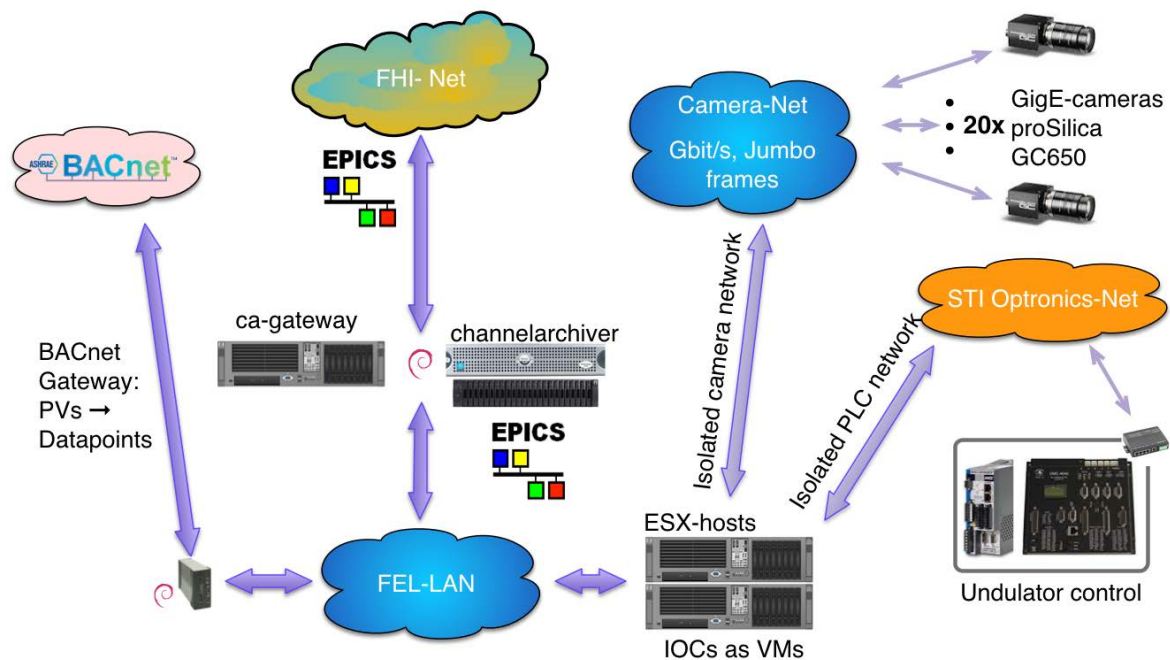 FHI- Net
Camera-Net
Gbit/s, Jumbo
frames
GigE-cameras
20x proSilica
GC650
ASHRAE BACnet™
EPICS
STI Optronics-Net
ca-gateway
channelarchiver
BACnet
Gateway:
PVs ➞
Datapoints
Isolated camera network
Isolated PLC network
EPICS
ESX-hosts
FEL-LAN
IOCs as VMs
Undulator control